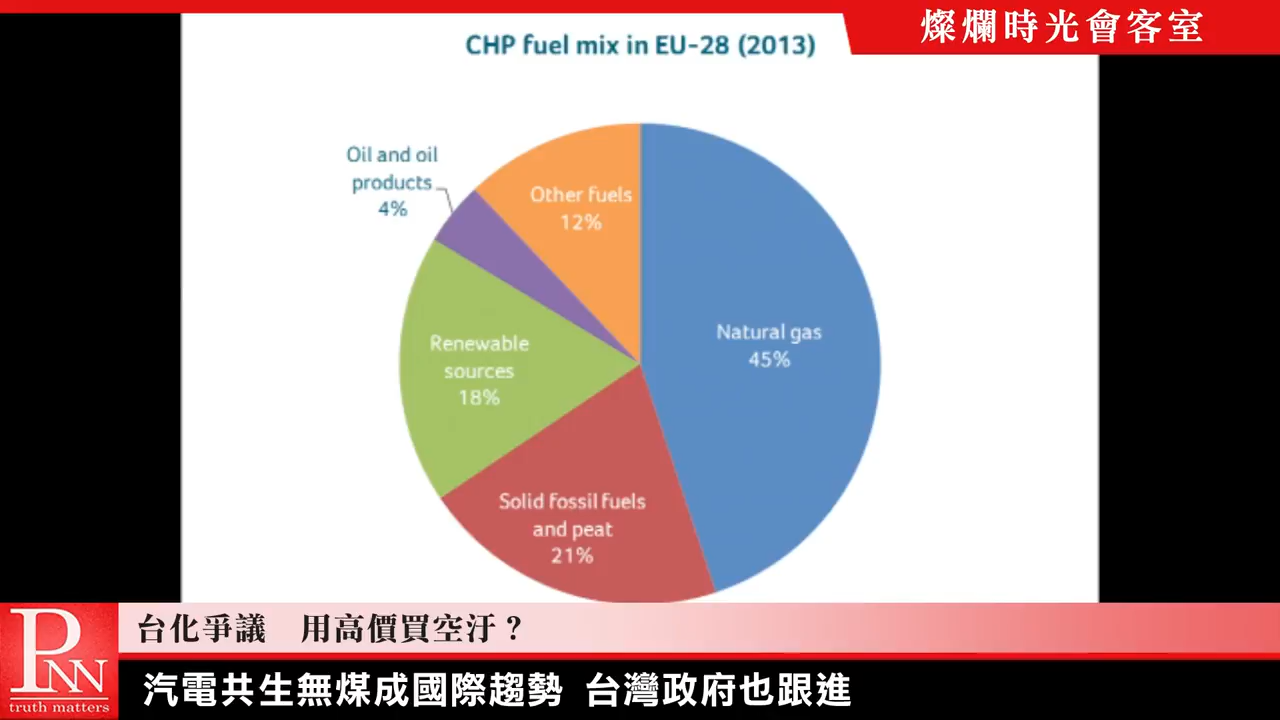 燦爛時光會客室
CHP fuel mix in EU-28 (2013)
Oil and oil
products
4%
Other fuels
12%
Natural gas
45%
Renewable
sources
18%
Solid fossil fuels
and peat
21%
台化爭議 用高價買空汙？
PNN
truth matters
汽電共生無煤成國際趨勢 台灣政府也跟進